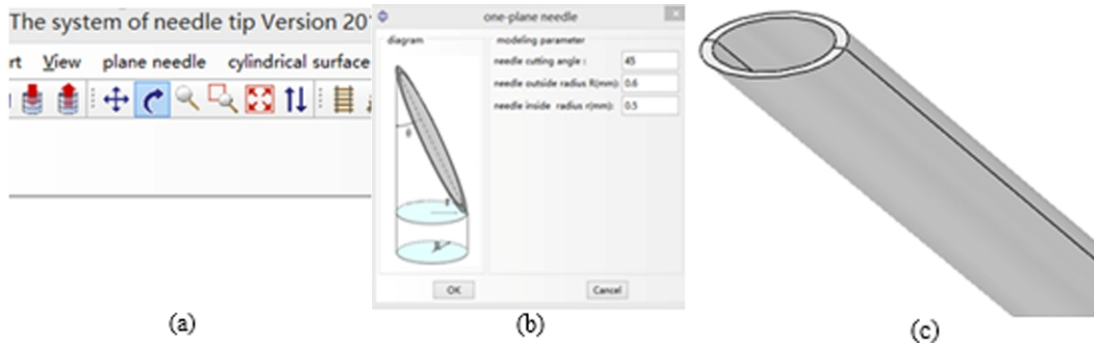 The system of needle tip Version 20
rt View plane needle cylindrical surface
(a)
one-plane needle
diagram
modeling parameter
needle cutting angle :
45
needle outside radius R(mm):
0.6
needle inside radius r(mm):
0.5
θ
r
R
OK
Cancel
(b)
(c)